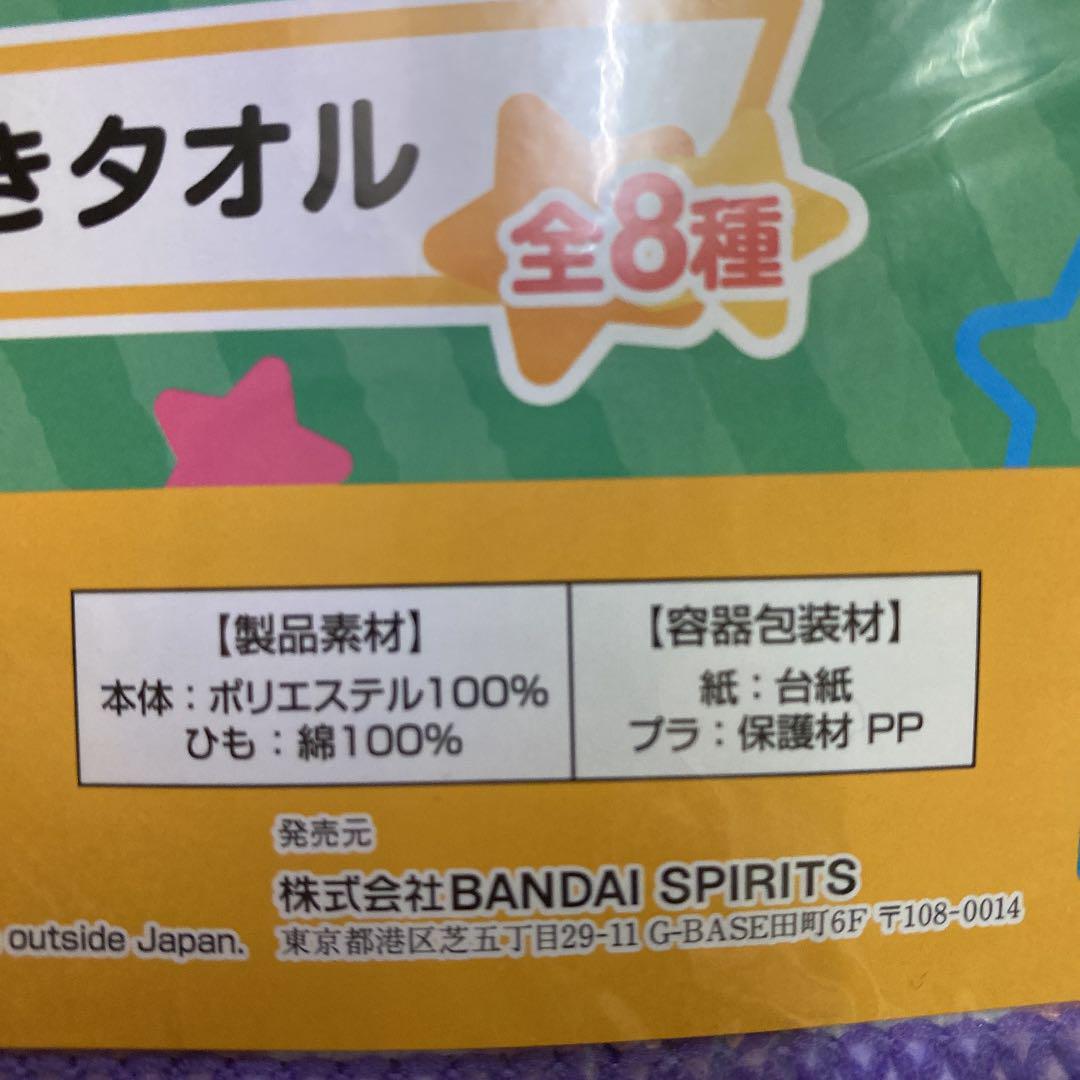 きタオル
全8種
【製品素材】
本体：ポリエステル100%
ひも：綿100%
【容器包装材】
紙：台紙
プラ：保護材 PP
発売元
株式会社BANDAI SPIRITS
東京都港区芝五丁目29-11 G-BASE田町6F 〒108-0014
outside Japan.